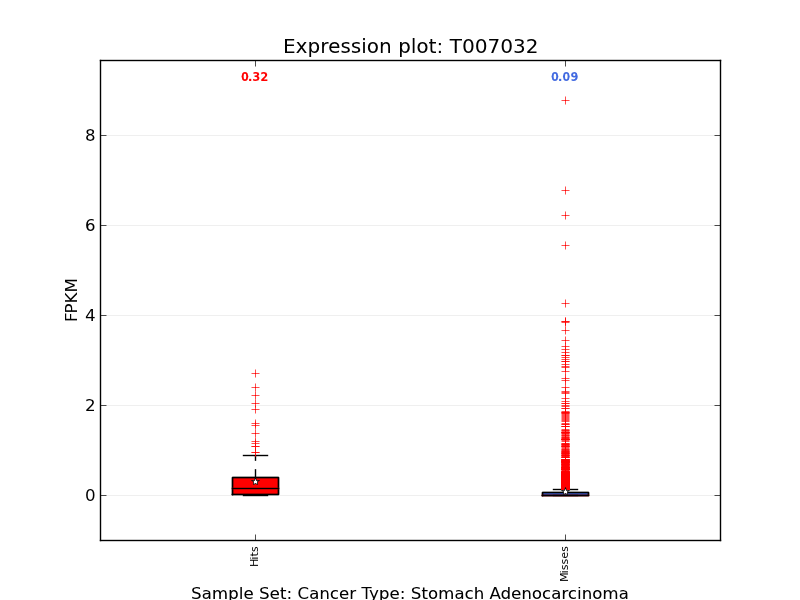 Expression plot: T007032
0.32
0.09
8
6
4
2
0
FPKM
Hits
Misses
Sample Set: Cancer Type: Stomach Adenocarcinoma